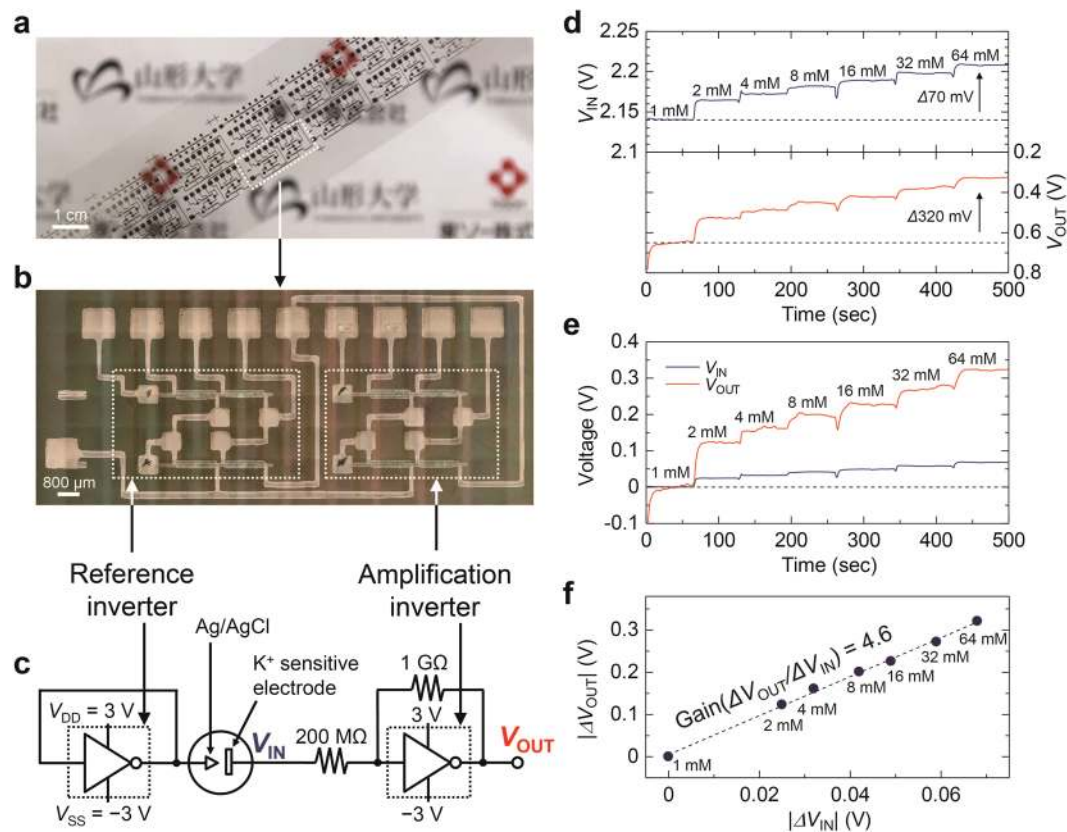 a
山形大学
山形大学
1 cm
b
800 μm
Reference
inverter
Amplification
inverter
c
Ag/AgCl
K⁺ sensitive
electrode
1 GΩ
V_DD = 3 V
V_IN
200 MΩ
3 V
V_OUT
V_SS = −3 V
−3 V
d
2.25
2.2
2.15
2.1
V_IN (V)
1 mM
2 mM
4 mM
8 mM
16 mM
32 mM
64 mM
Δ70 mV
0.2
0.4
0.6
0.8
V_OUT (V)
Δ320 mV
0
100
200
300
400
500
Time (sec)
e
0.4
0.3
0.2
0.1
0
-0.1
Voltage (V)
V_IN
V_OUT
1 mM
2 mM
4 mM
8 mM
16 mM
32 mM
64 mM
0
100
200
300
400
500
Time (sec)
f
0.3
0.2
0.1
0
|ΔV_OUT| (V)
Gain(ΔV_OUT/ΔV_IN) = 4.6
1 mM
2 mM
4 mM
8 mM
16 mM
32 mM
64 mM
0
0.02
0.04
0.06
|ΔV_IN| (V)